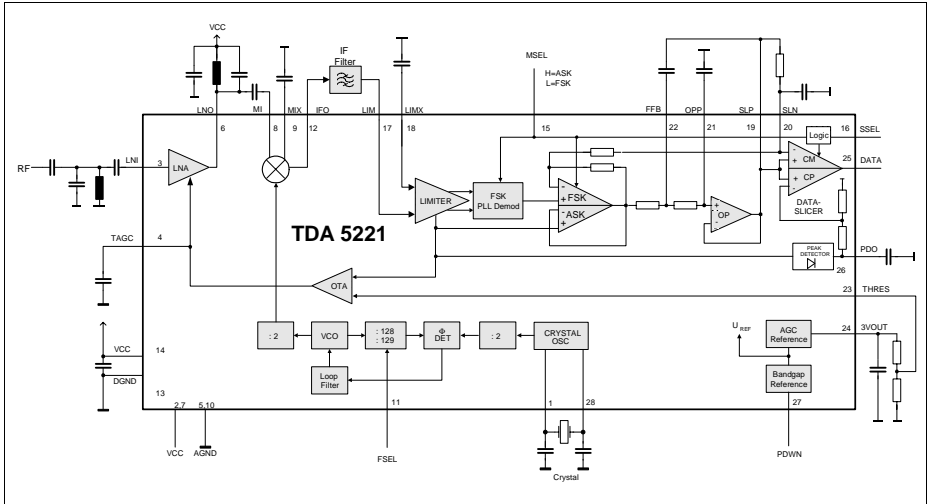 VCC
IF
Filter
MSEL
H=ASK
L=FSK
LNO
MI
MIX
IFO
LIM
LIMX
FFB
OPP
SLP
SLN
6
8
9
12
17
18
15
22
21
19
20
16
SSEL
Logic
RF
LNI
3
LNA
25
DATA
-
+
CM
+
CP
-
DATA-
SLICER
LIMITER
FSK
PLL Demod
-
+
FSK
-
ASK
+
+
-
OP
TDA 5221
TAGC
4
PEAK
DETECTOR
PDO
26
OTA
23
THRES
: 2
VCO
: 128
: 129
Φ
DET
: 2
CRYSTAL
OSC
U REF
AGC
Reference
24
3VOUT
VCC
14
Loop
Filter
Bandgap
Reference
DGND
13
2,7
5,10
11
1
28
27
VCC
AGND
FSEL
Crystal
PDWN